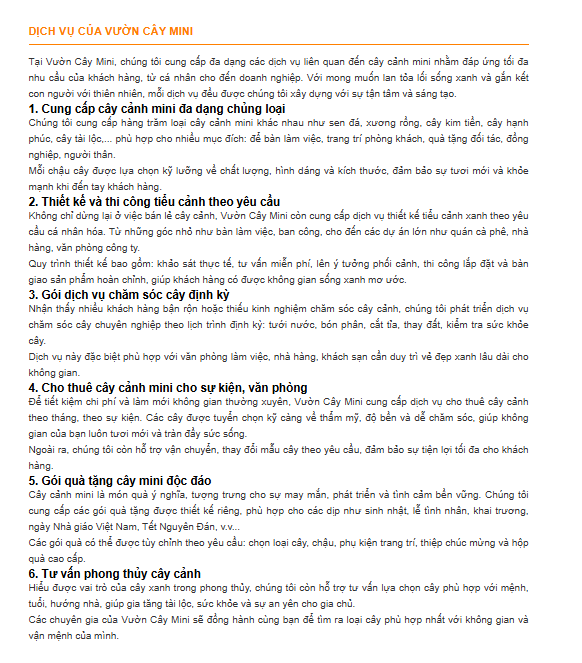 DỊCH VỤ CỦA VƯỜN CÂY MINI
Tại Vườn Cây Mini, chúng tôi cung cấp đa dạng các dịch vụ liên quan đến cây cảnh mini nhằm đáp ứng tối đa
nhu cầu của khách hàng, từ cá nhân cho đến doanh nghiệp. Với mong muốn lan tỏa lối sống xanh và gắn kết
con người với thiên nhiên, mỗi dịch vụ đều được chúng tôi xây dựng với sự tận tâm và sáng tạo.
1. Cung cấp cây cảnh mini đa dạng chủng loại
Chúng tôi cung cấp hàng trăm loại cây cảnh mini khác nhau như sen đá, xương rồng, cây kim tiền, cây hạnh
phúc, cây tài lộc,... phù hợp cho nhiều mục đích: để bàn làm việc, trang trí phòng khách, quà tặng đối tác, đồng
nghiệp, người thân.
Mỗi chậu cây được lựa chọn kỹ lưỡng về chất lượng, hình dáng và kích thước, đảm bảo sự tươi mới và khỏe
mạnh khi đến tay khách hàng.
2. Thiết kế và thi công tiểu cảnh theo yêu cầu
Không chỉ dừng lại ở việc bán lẻ cây cảnh, Vườn Cây Mini còn cung cấp dịch vụ thiết kế tiểu cảnh xanh theo yêu
cầu cá nhân hóa. Từ những góc nhỏ như bàn làm việc, ban công, cho đến các dự án lớn như quán cà phê, nhà
hàng, văn phòng công ty.
Quy trình thiết kế bao gồm: khảo sát thực tế, tư vấn miễn phí, lên ý tưởng phối cảnh, thi công lắp đặt và bàn
giao sản phẩm hoàn chỉnh, giúp khách hàng có được không gian sống xanh mơ ước.
3. Gói dịch vụ chăm sóc cây định kỳ
Nhận thấy nhiều khách hàng bận rộn hoặc thiếu kinh nghiệm chăm sóc cây cảnh, chúng tôi phát triển dịch vụ
chăm sóc cây chuyên nghiệp theo lịch trình định kỳ: tưới nước, bón phân, cắt tỉa, thay đất, kiểm tra sức khỏe
cây.
Dịch vụ này đặc biệt phù hợp với văn phòng làm việc, nhà hàng, khách sạn cần duy trì vẻ đẹp xanh lâu dài cho
không gian.
4. Cho thuê cây cảnh mini cho sự kiện, văn phòng
Để tiết kiệm chi phí và làm mới không gian thường xuyên, Vườn Cây Mini cung cấp dịch vụ cho thuê cây cảnh
theo tháng, theo sự kiện. Các cây được tuyển chọn kỹ càng về thẩm mỹ, độ bền và dễ chăm sóc, giúp không
gian của bạn luôn tươi mới và tràn đầy sức sống.
Ngoài ra, chúng tôi còn hỗ trợ vận chuyển, thay đổi mẫu cây theo yêu cầu, đảm bảo sự tiện lợi tối đa cho khách
hàng.
5. Gói quà tặng cây mini độc đáo
Cây cảnh mini là món quà ý nghĩa, tượng trưng cho sự may mắn, phát triển và tình cảm bền vững. Chúng tôi
cung cấp các gói quà tặng được thiết kế riêng, phù hợp cho các dịp như sinh nhật, lễ tình nhân, khai trương,
ngày Nhà giáo Việt Nam, Tết Nguyên Đán, v.v...
Các gói quà có thể được tùy chỉnh theo yêu cầu: chọn loại cây, chậu, phụ kiện trang trí, thiệp chúc mừng và hộp
quà cao cấp.
6. Tư vấn phong thủy cây cảnh
Hiểu được vai trò của cây xanh trong phong thủy, chúng tôi còn hỗ trợ tư vấn lựa chọn cây phù hợp với mệnh,
tuổi, hướng nhà, giúp gia tăng tài lộc, sức khỏe và sự an yên cho gia chủ.
Các chuyên gia của Vườn Cây Mini sẽ đồng hành cùng bạn để tìm ra loại cây phù hợp nhất với không gian và
vận mệnh của mình.